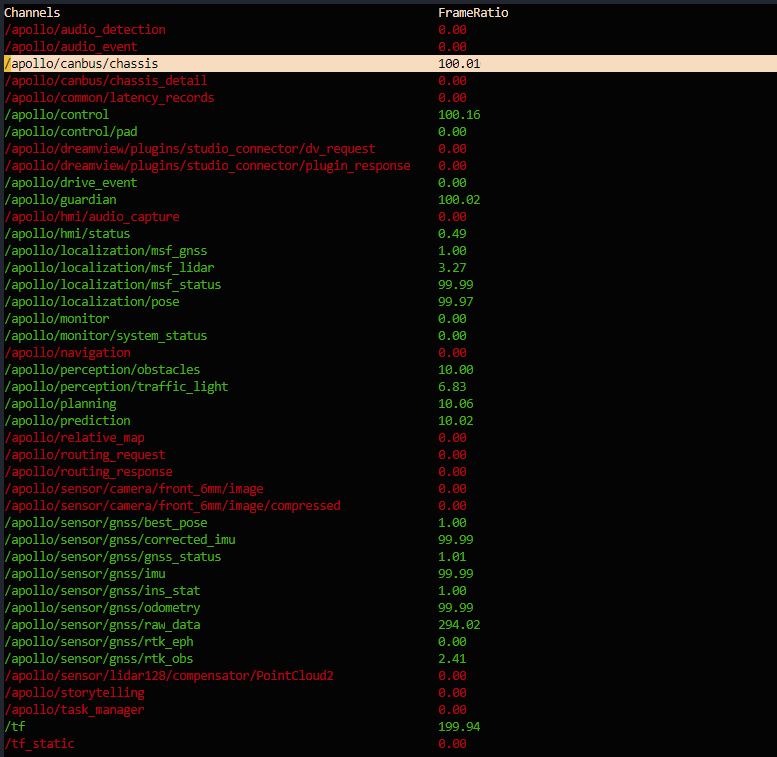 Channels FrameRatio
/apollo/audio_detection 0.00
/apollo/audio_event 0.00
/apollo/canbus/chassis 100.01
/apollo/canbus/chassis_detail 0.00
/apollo/common/latency_records 0.00
/apollo/control 100.16
/apollo/control/pad 0.00
/apollo/dreamview/plugins/studio_connector/dv_request 0.00
/apollo/dreamview/plugins/studio_connector/plugin_response 0.00
/apollo/drive_event 0.00
/apollo/guardian 100.02
/apollo/hmi/audio_capture 0.00
/apollo/hmi/status 0.49
/apollo/localization/msf_gnss 1.00
/apollo/localization/msf_lidar 3.27
/apollo/localization/msf_status 99.99
/apollo/localization/pose 99.97
/apollo/monitor 0.00
/apollo/monitor/system_status 0.00
/apollo/navigation 0.00
/apollo/perception/obstacles 10.00
/apollo/perception/traffic_light 6.83
/apollo/planning 10.06
/apollo/prediction 10.02
/apollo/relative_map 0.00
/apollo/routing_request 0.00
/apollo/routing_response 0.00
/apollo/sensor/camera/front_6mm/image 0.00
/apollo/sensor/camera/front_6mm/image/compressed 0.00
/apollo/sensor/gnss/best_pose 1.00
/apollo/sensor/gnss/corrected_imu 99.99
/apollo/sensor/gnss/gnss_status 1.01
/apollo/sensor/gnss/imu 99.99
/apollo/sensor/gnss/ins_stat 1.00
/apollo/sensor/gnss/odometry 99.99
/apollo/sensor/gnss/raw_data 294.02
/apollo/sensor/gnss/rtk_eph 0.00
/apollo/sensor/gnss/rtk_obs 2.41
/apollo/sensor/lidar128/compensator/PointCloud2 0.00
/apollo/storytelling 0.00
/apollo/task_manager 0.00
/tf 199.94
/tf_static 0.00